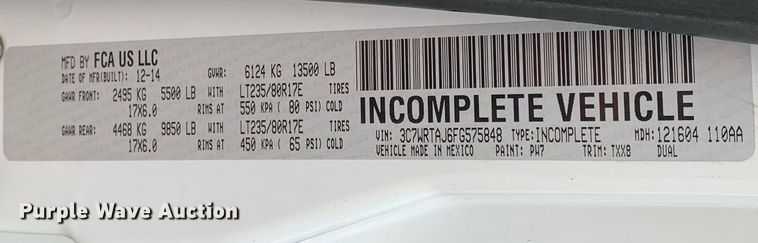 MFD BY FCA US LLC
DATE OF MFR(BUILT): 12-14 GVWR: 6124 KG 13500 LB
GAWR FRONT: 2495 KG 5500 LB WITH LT235/80R17E TIRES
17X6.0 RIMS AT 550 KPA ( 80 PSI) COLD
GAWR REAR: 4468 KG 9850 LB WITH LT235/80R17E TIRES
17X6.0 RIMS AT 450 KPA ( 65 PSI) COLD
INCOMPLETE VEHICLE
VIN: 3C7WRTAJ6FG575848 TYPE: INCOMPLETE MDH: 121604 110AA
VEHICLE MADE IN MEXICO PAINT: PW7 TRIM: TXX8 DUAL
Purple Wave Auction